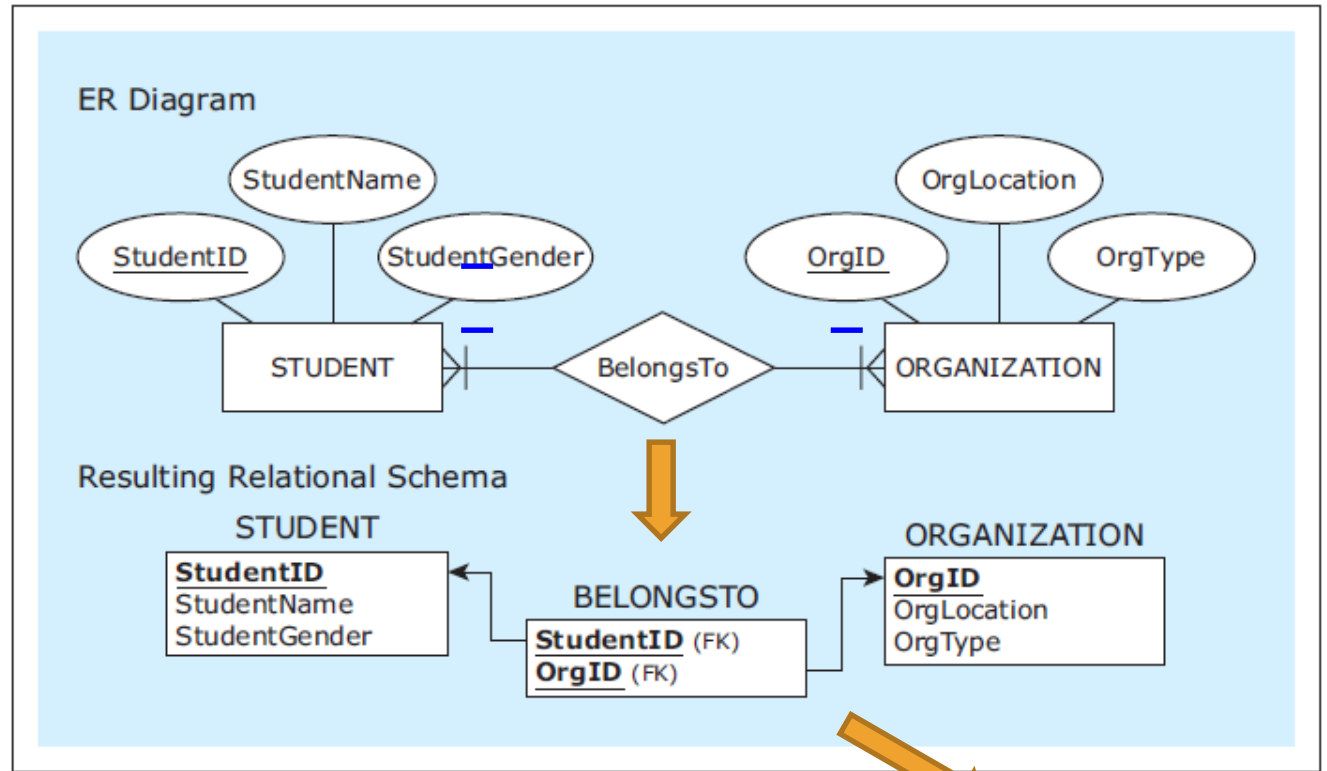 ER Diagram
StudentName
OrgLocation
StudentID
StudentGender
OrgID
OrgType
STUDENT
BelongsTo
ORGANIZATION
Resulting Relational Schema
STUDENT
StudentID
StudentName
StudentGender
BELONGSTO
StudentID (FK)
OrgID (FK)
ORGANIZATION
OrgID
OrgLocation
OrgType